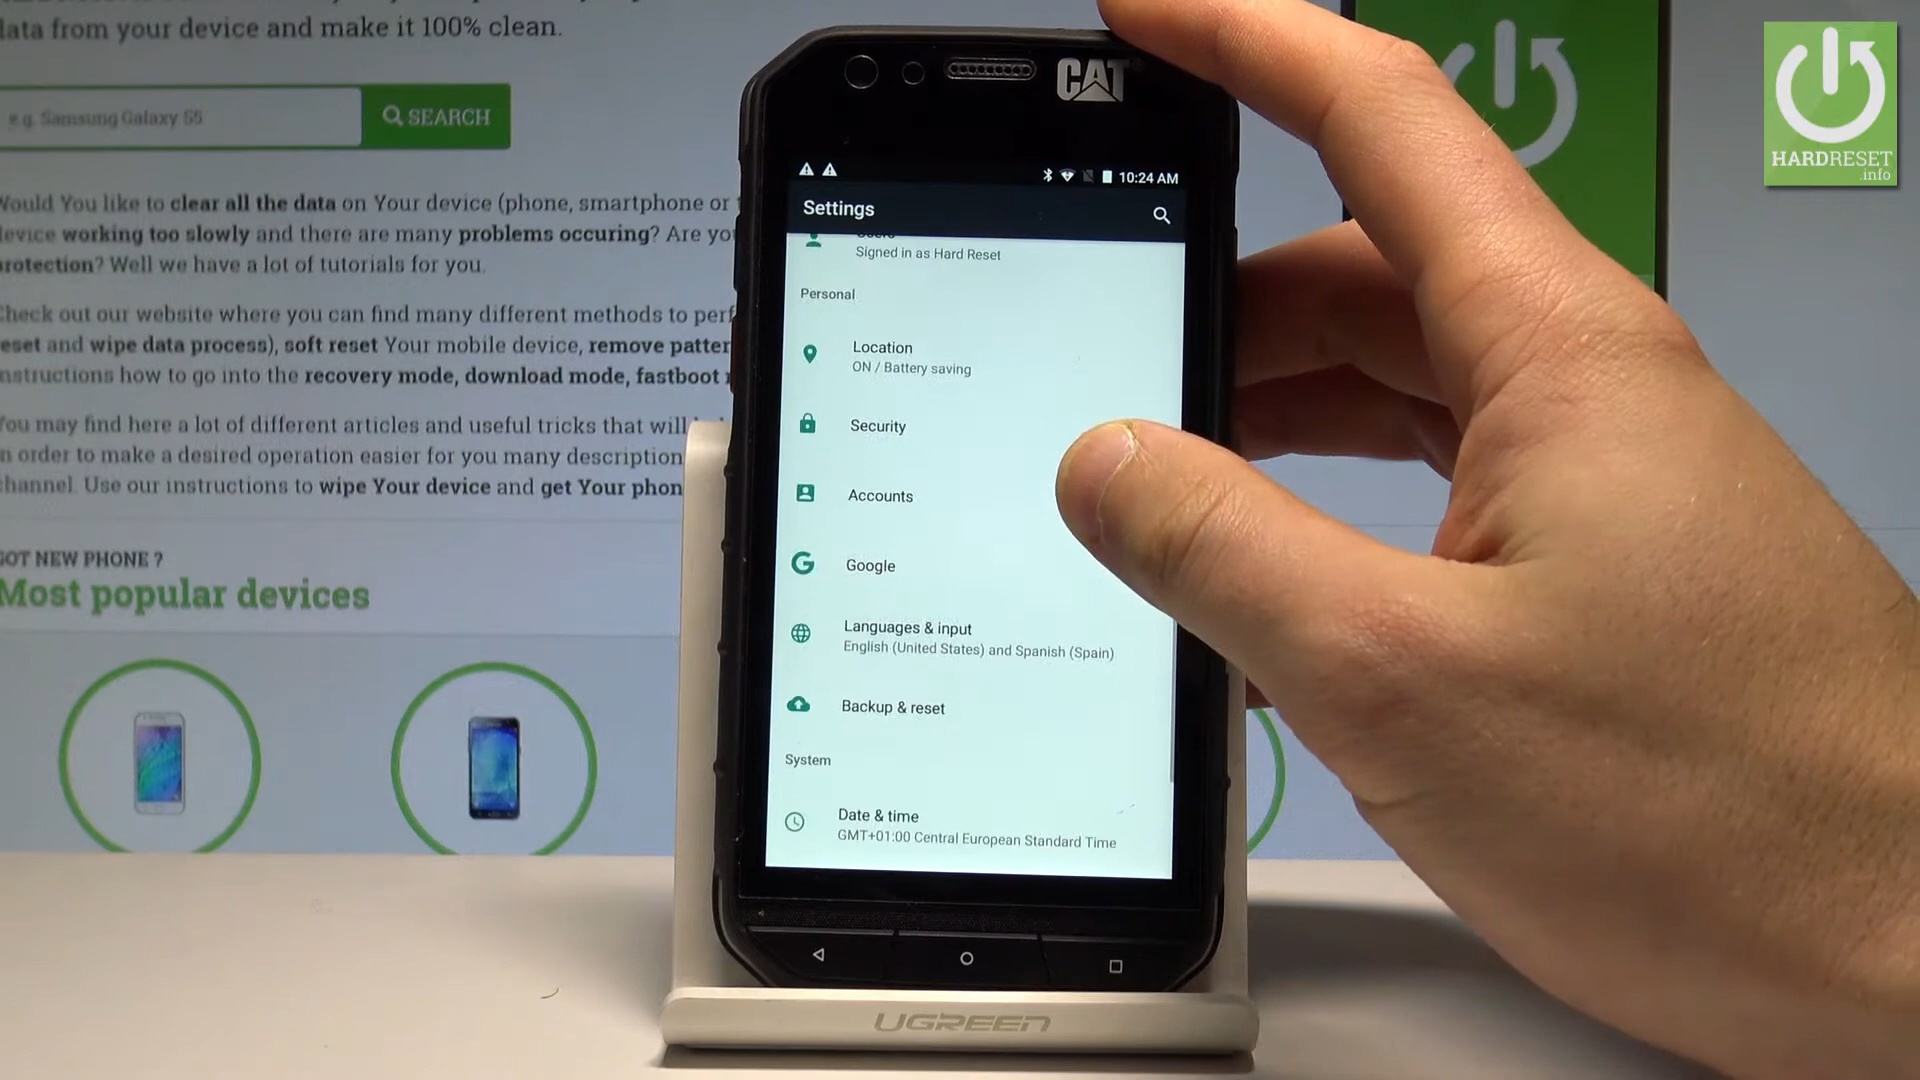 data from your device and make it 100% clean.
e.g. Samsung Galaxy S5
SEARCH
Would You like to clear all the data on Your device (phone, smartphone or
device working too slowly and there are many problems occuring? Are you
protection? Well we have a lot of tutorials for you.
Check out our website where you can find many different methods to
reset and wipe data process), soft reset Your mobile device, remove
instructions how to go into the recovery mode, download mode, fastboot
You may find here a lot of different articles and useful tricks that will
in order to make a desired operation easier for you many description
channel. Use our instructions to wipe Your device and get Your
GOT NEW PHONE ?
Most popular devices
CAT
10:24 AM
Settings
Users
Signed in as Hard Reset
Personal
Location
ON / Battery saving
Security
Accounts
Google
Languages & input
English (United States) and Spanish (Spain)
Backup & reset
System
Date & time
GMT+01:00 Central European Standard Time
UGREEN
HARDRESET
.info